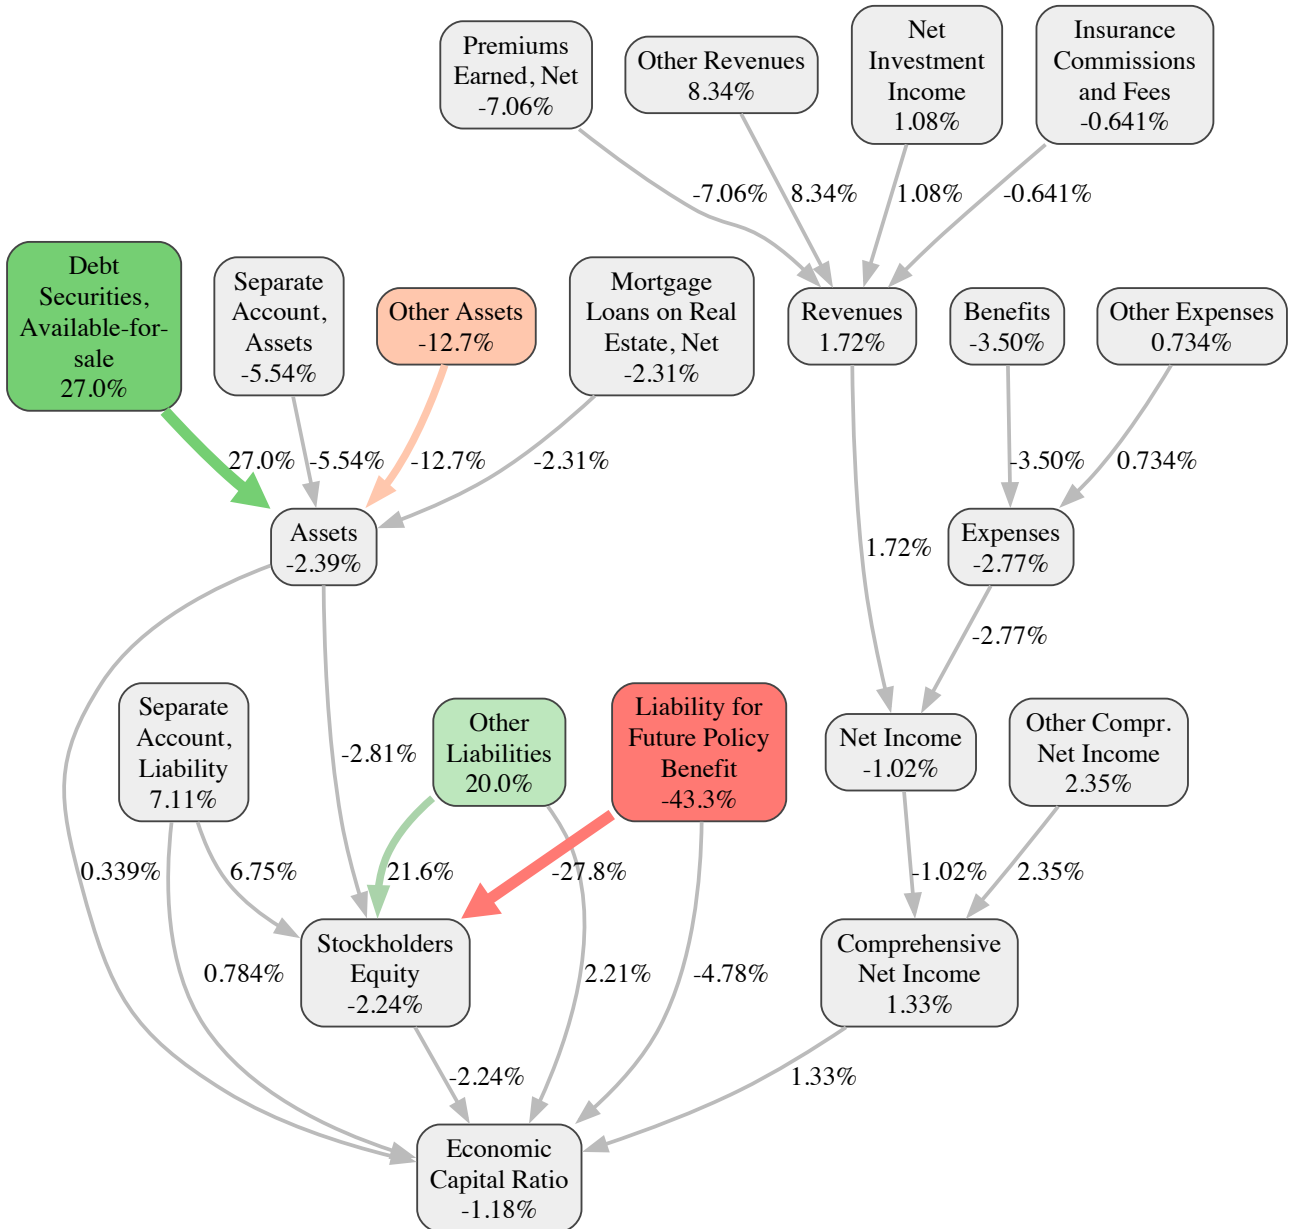 Premiums
Earned, Net
-7.06%
Other Revenues
8.34%
Net
Investment
Income
1.08%
Insurance
Commissions
and Fees
-0.641%
-7.06%
8.34%
1.08%
-0.641%
Debt
Securities,
Available-for-
sale
27.0%
Separate
Account,
Assets
-5.54%
Other Assets
-12.7%
Mortgage
Loans on Real
Estate, Net
-2.31%
Revenues
1.72%
Benefits
-3.50%
Other Expenses
0.734%
27.0%
-5.54%
-12.7%
-2.31%
-3.50%
0.734%
Assets
-2.39%
1.72%
Expenses
-2.77%
-2.77%
Separate
Account,
Liability
7.11%
-2.81%
Other
Liabilities
20.0%
Liability for
Future Policy
Benefit
-43.3%
Net Income
-1.02%
Other Compr.
Net Income
2.35%
0.339%
6.75%
21.6%
-27.8%
-1.02%
2.35%
0.784%
Stockholders
Equity
-2.24%
2.21%
-4.78%
Comprehensive
Net Income
1.33%
-2.24%
1.33%
Economic
Capital Ratio
-1.18%